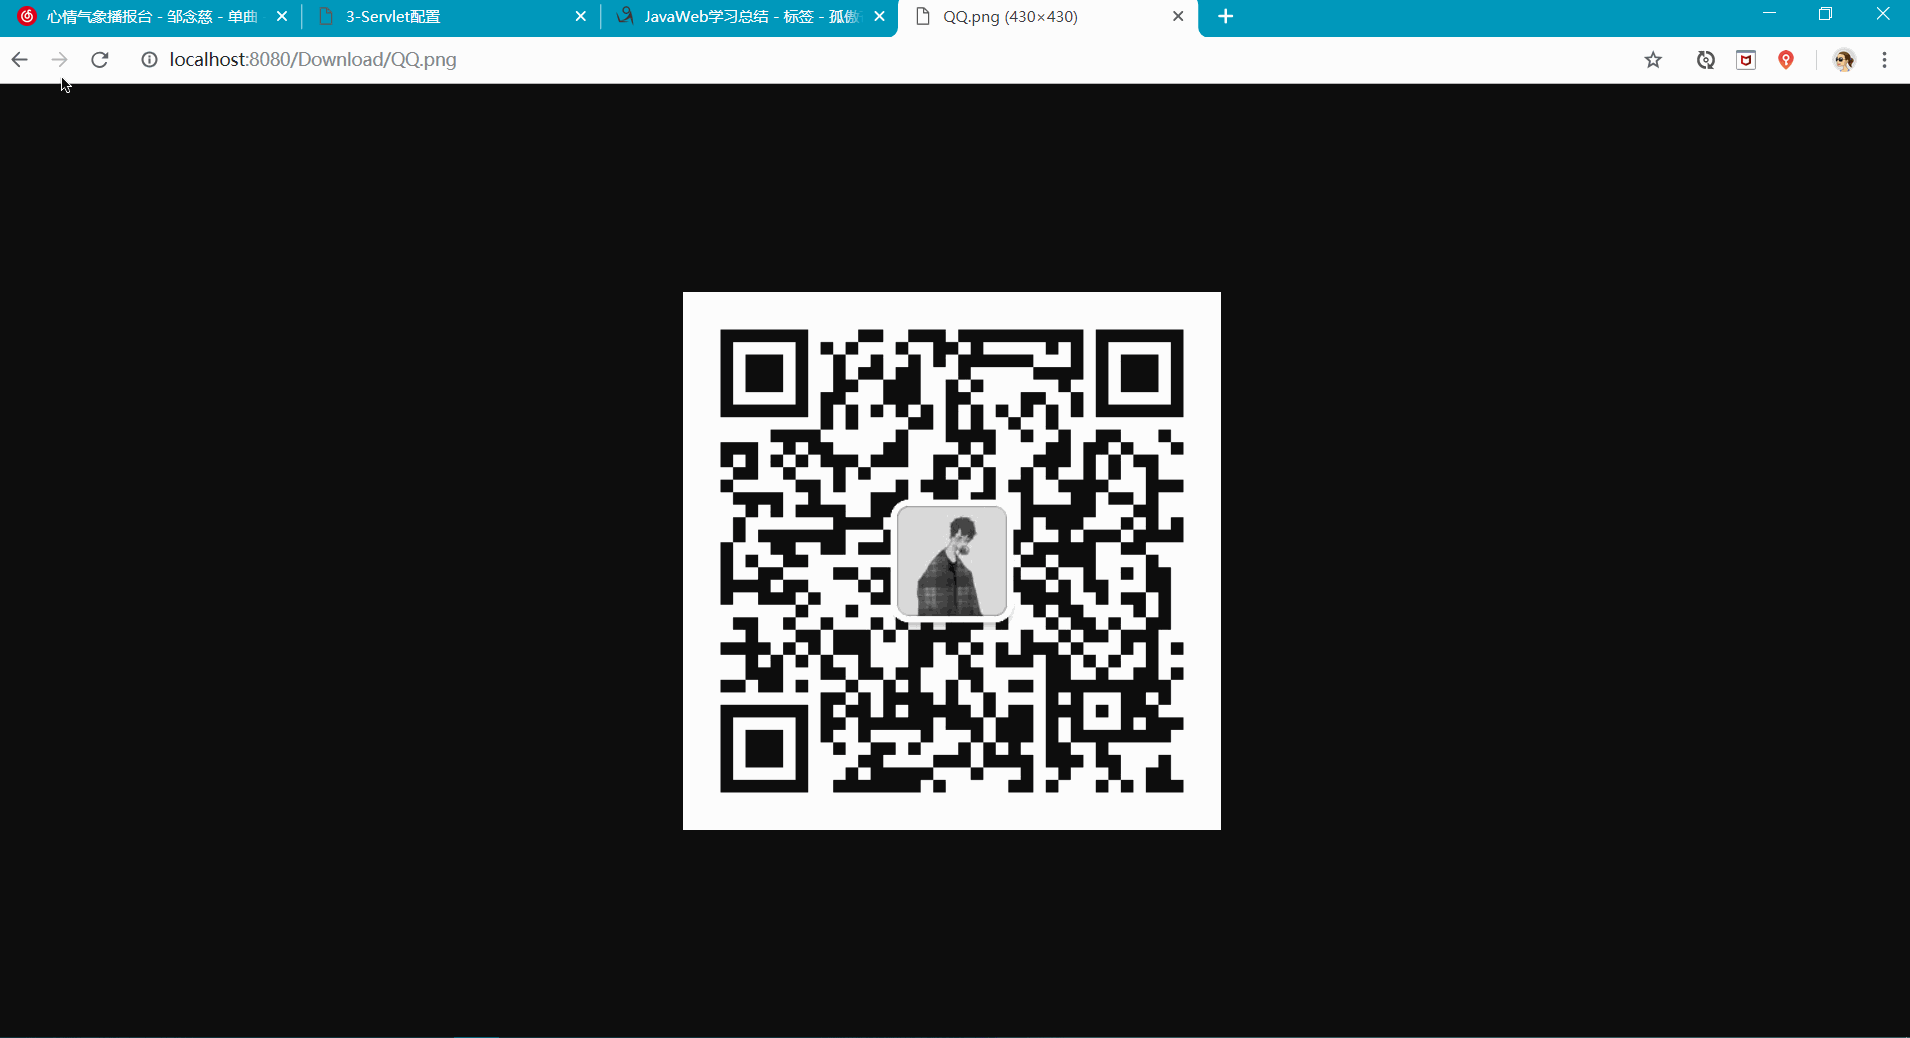 心情气象播报台 - 邹念慈 - 单曲
3-Servlet配置
JavaWeb学习总结 - 标签 - 孤傲
QQ.png (430×430)
localhost:8080/Download/QQ.png